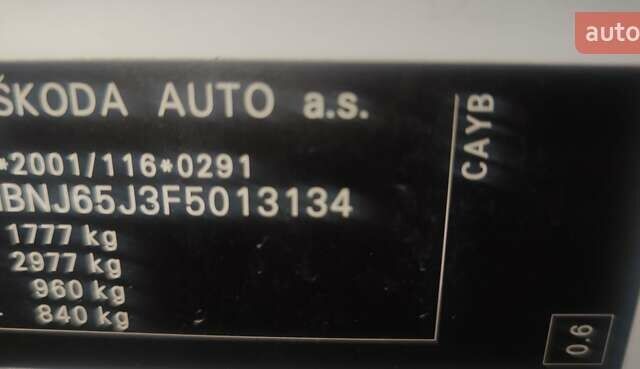 auto
ŠKODA AUTO a.s.
*2001/116*0291
BNJ65J3F5013134
1777 kg
2977 kg
960 kg
840 kg
CAYB
0.6